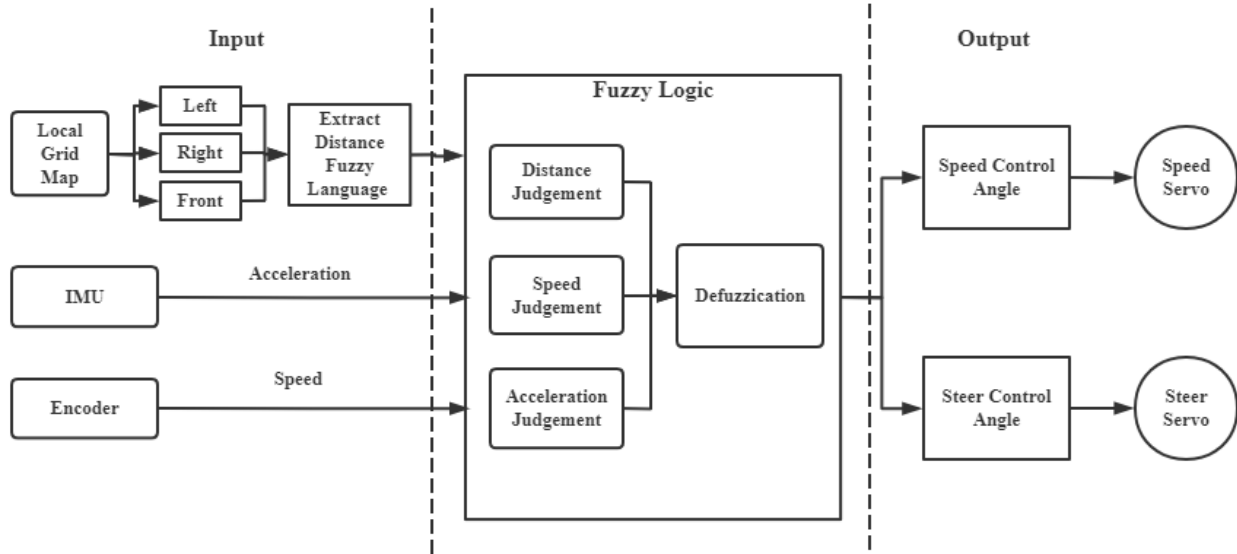 Input
Local
Grid
Map
Left
Right
Front
Extract
Distance
Fuzzy
Language
IMU
Acceleration
Encoder
Speed
Fuzzy Logic
Distance
Judgement
Speed
Judgement
Acceleration
Judgement
Defuzzication
Output
Speed Control
Angle
Speed
Servo
Steer Control
Angle
Steer
Servo